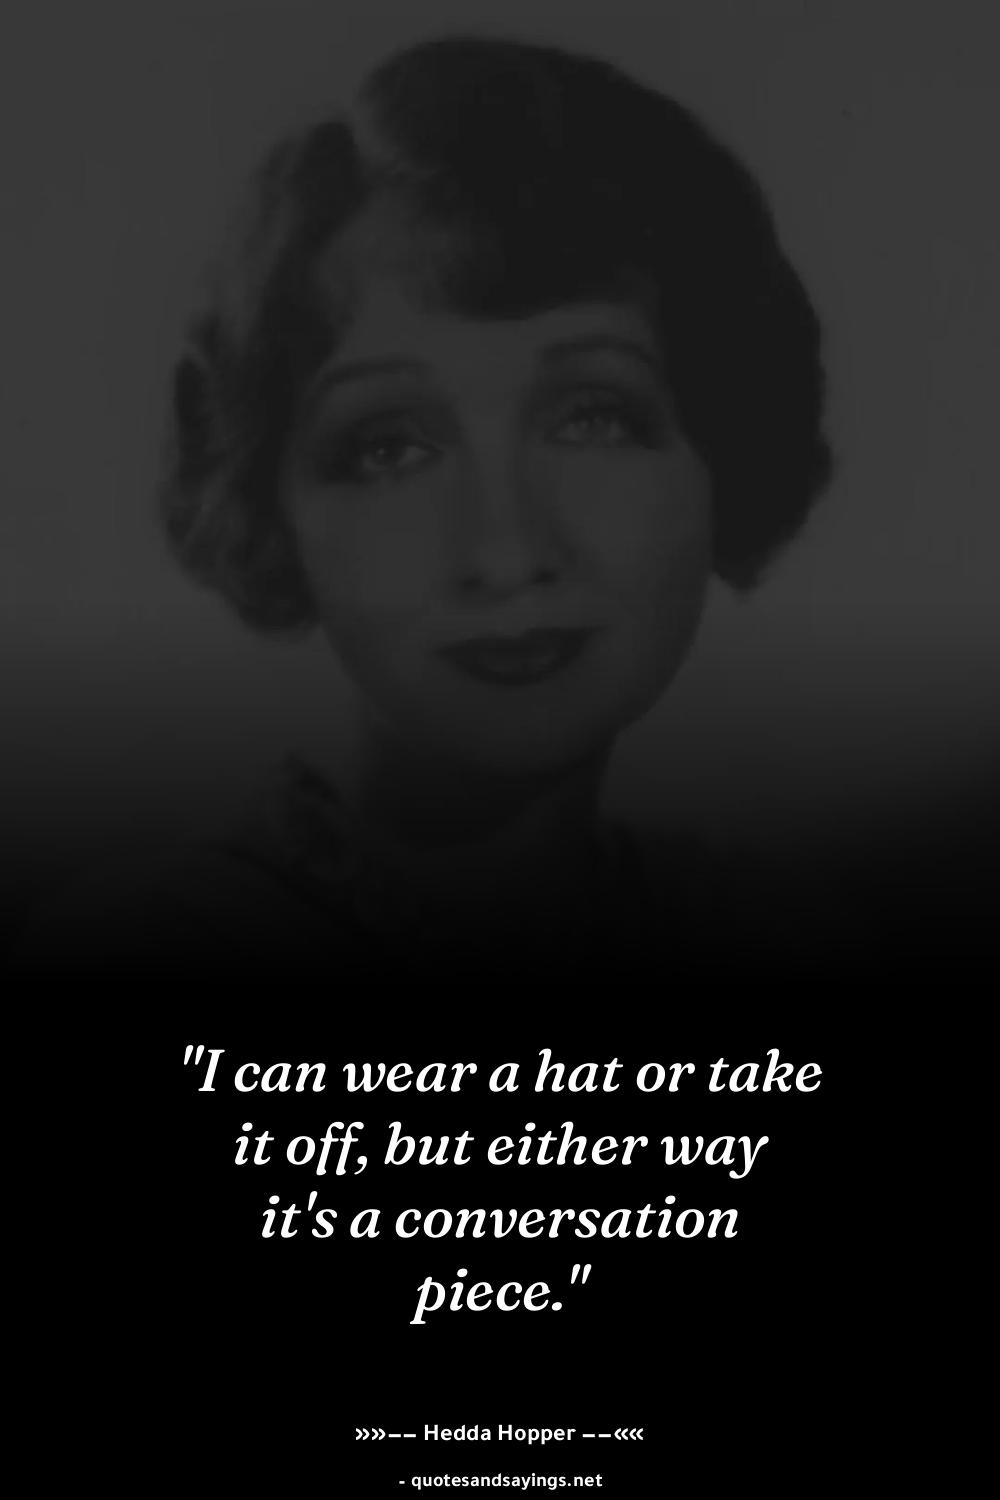 "I can wear a hat or take
it off, but either way
it's a conversation
piece."
»»−− Hedda Hopper −−««
- quotesandsayings.net